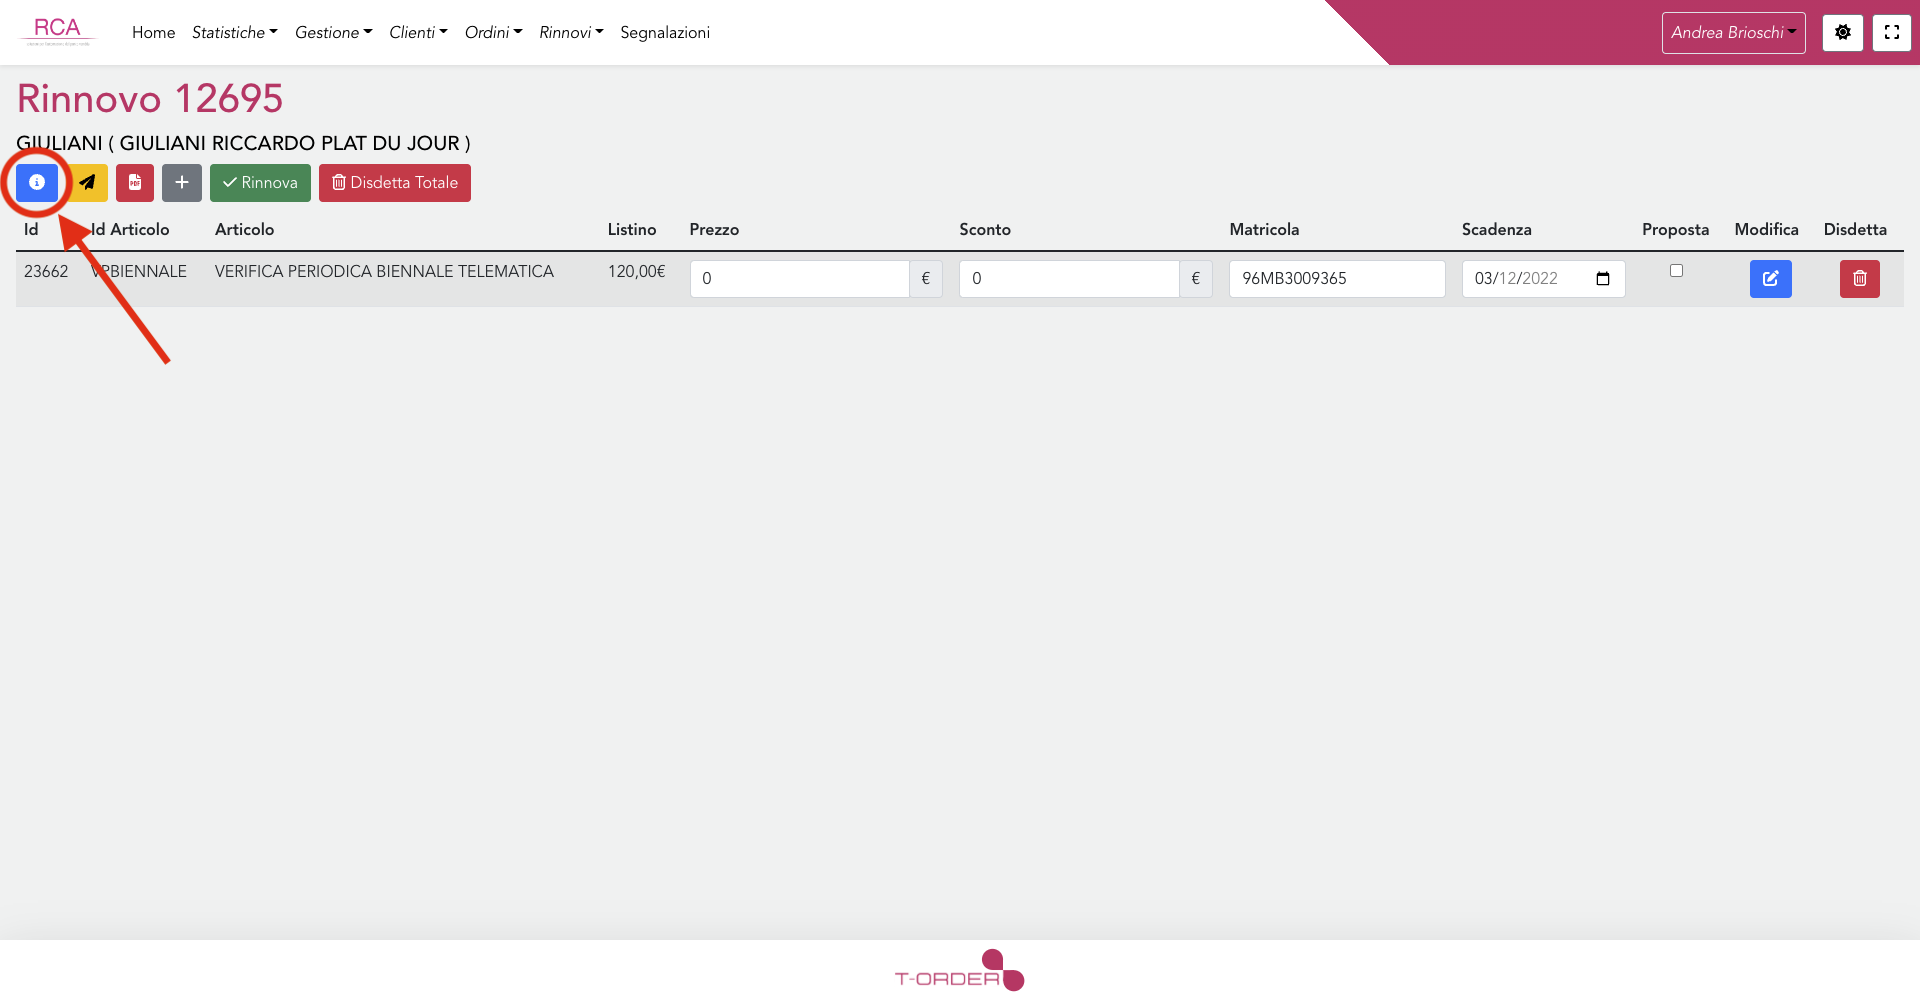 RCA
Home Statistiche Gestione Clienti Ordini Rinnovi Segnalazioni Andrea Brioschi
Rinnovo 12695
GIULIANI ( GIULIANI RICCARDO PLAT DU JOUR )
PDF Rinnova Disdetta Totale
Id Id Articolo Articolo Listino Prezzo Sconto Matricola Scadenza Proposta Modifica Disdetta
23662 VPBIENNALE VERIFICA PERIODICA BIENNALE TELEMATICA 120,00€ 0 € 0 € 96MB3009365 03/12/2022
T-ORDER